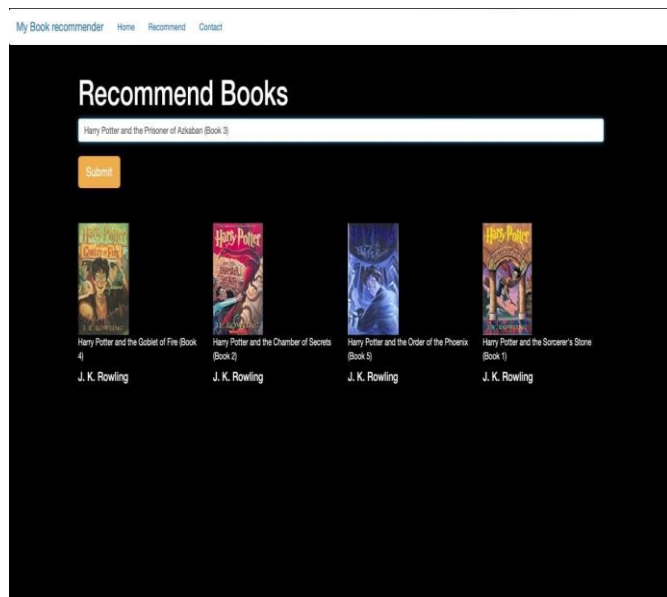 My Book recommender Home Recommend Contact
Recommend Books
Harry Potter and the Prisoner of Azkaban (Book 3)
Submit
Harry Potter
Goblet of Fire
J. K. ROWLING
Harry Potter and the Goblet of Fire (Book
4)
J. K. Rowling
Harry Potter
Harry Potter and the Chamber of Secrets
(Book 2)
J. K. Rowling
Harry Potter and the Order of the Phoenix
(Book 5)
J. K. Rowling
Harry Potter
Harry Potter and the Sorcerer's Stone
(Book 1)
J. K. Rowling